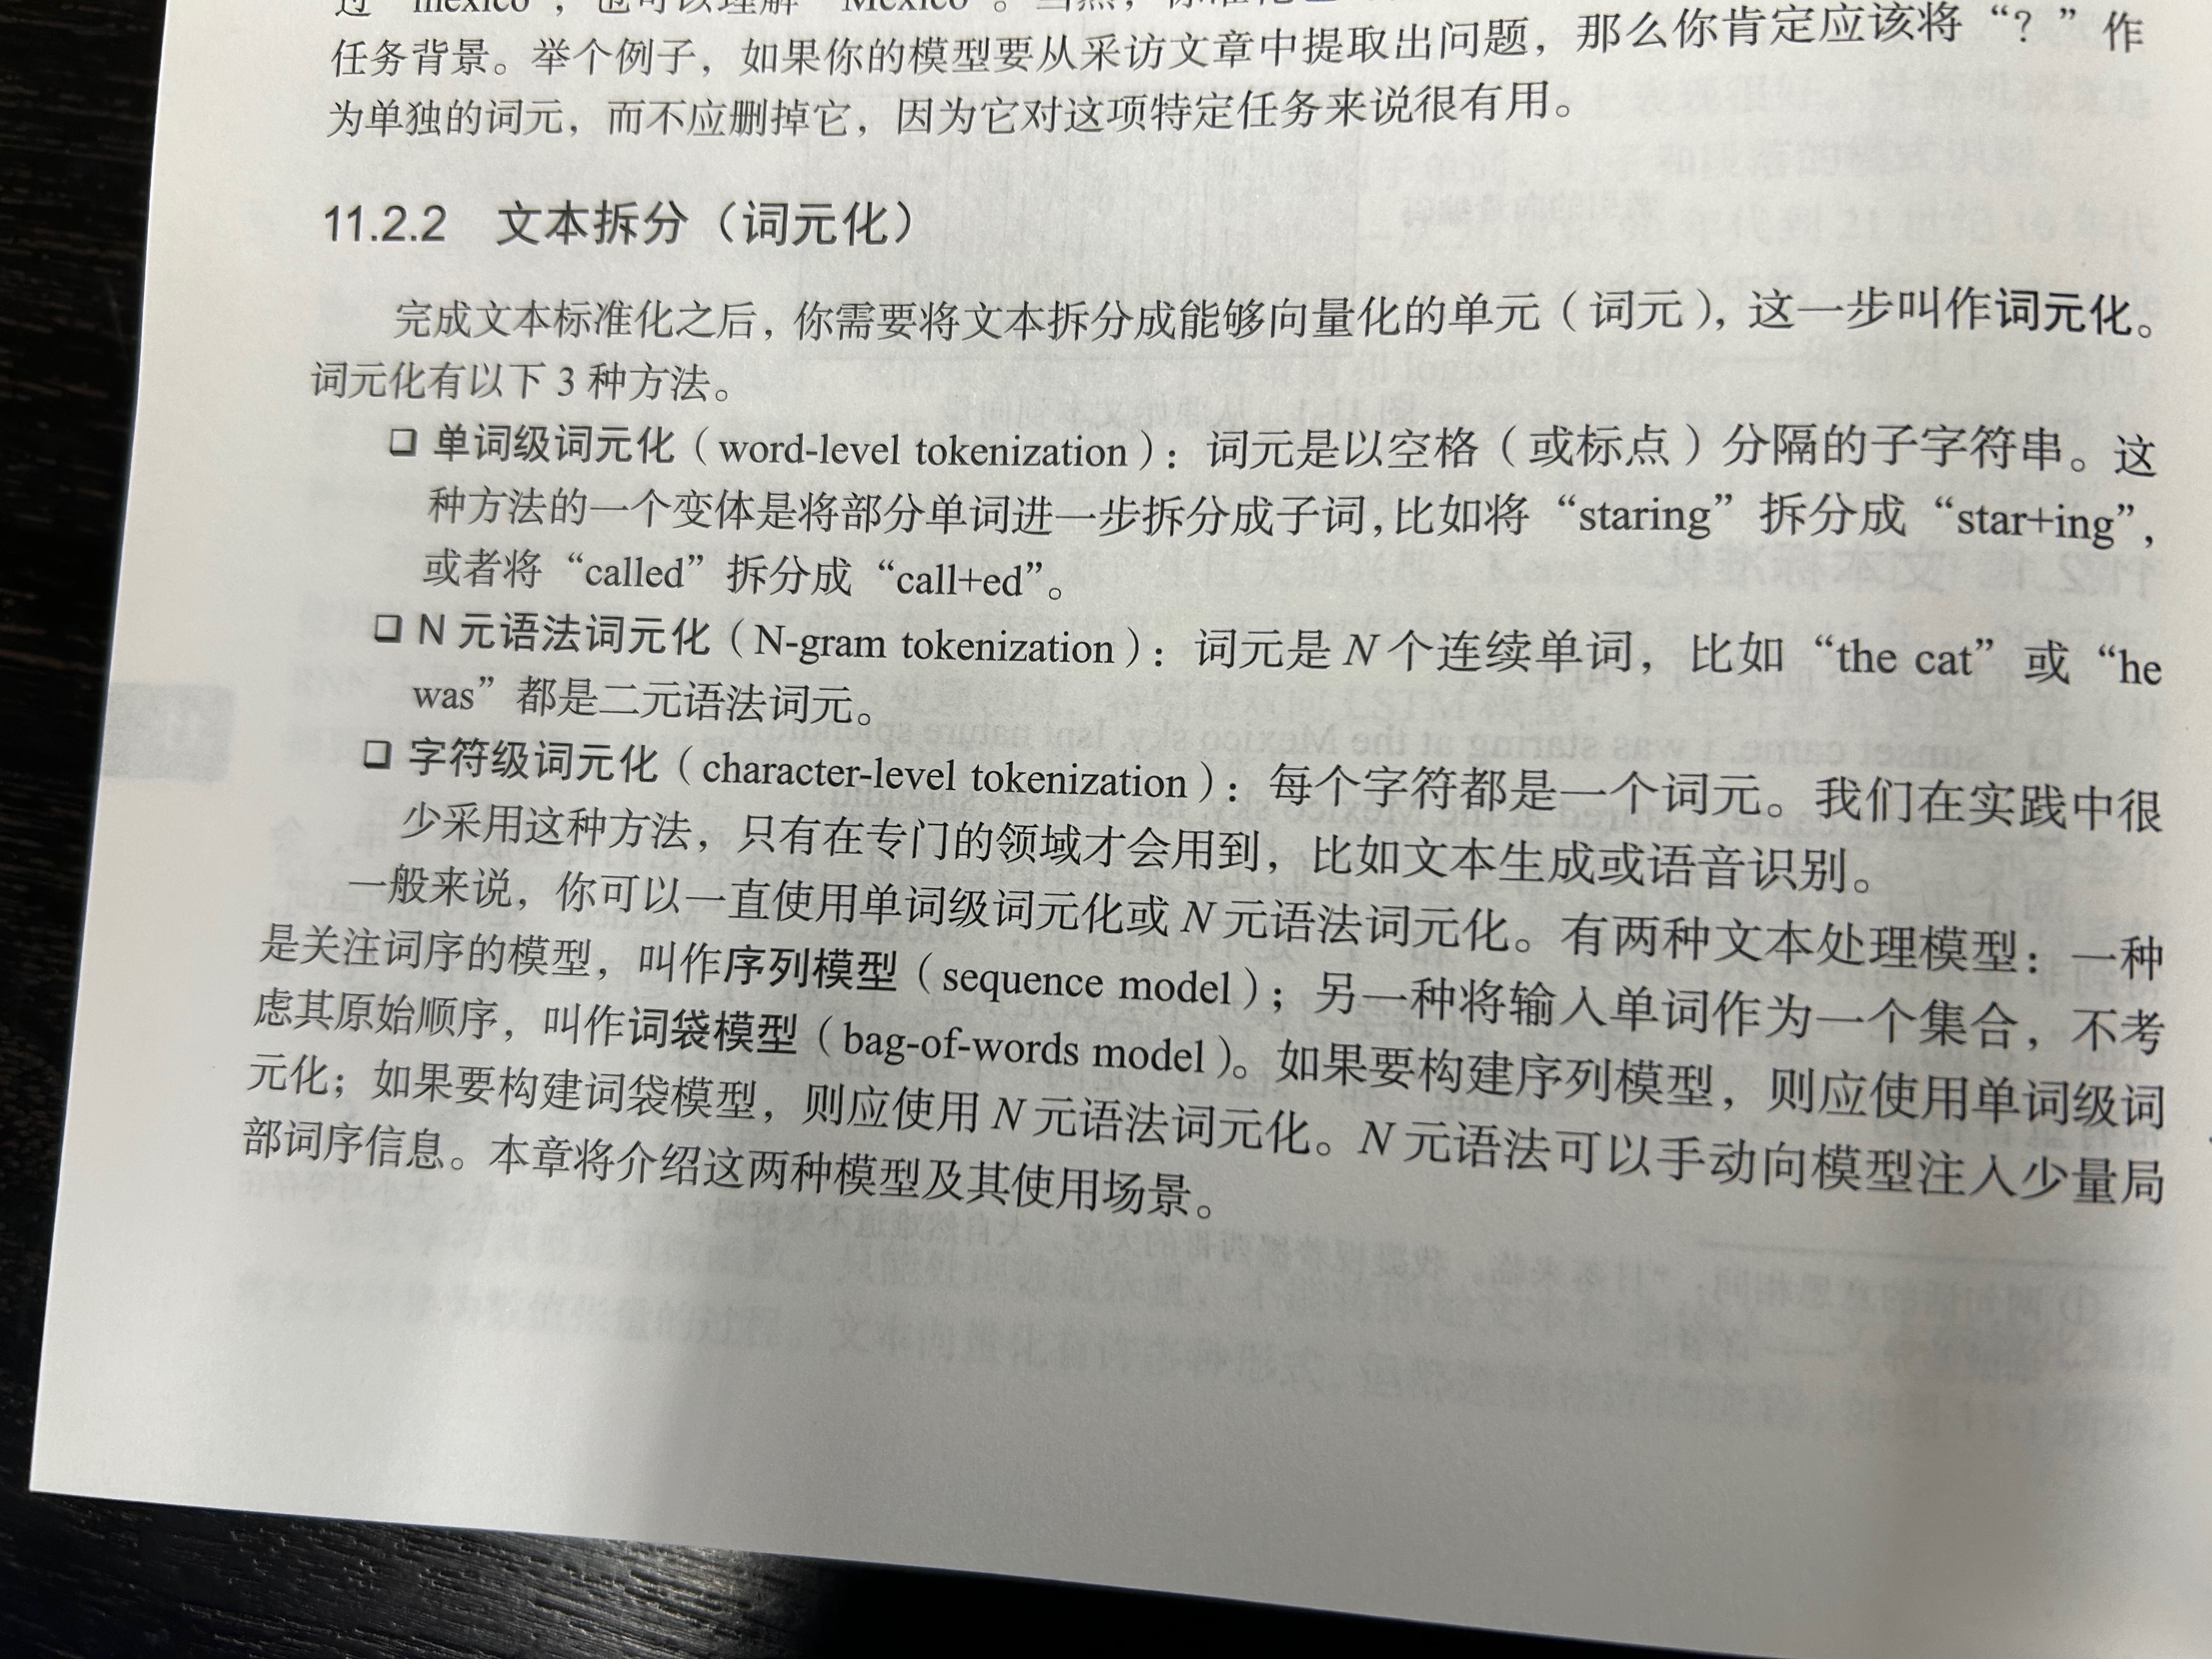 过“mexico”，也可以理解“Mexico”。当然，标准化
任务背景。举个例子，如果你的模型要从采访文章中提取出问题，那么你肯定应该将“？”作
为单独的词元，而不应删掉它，因为它对这项特定任务来说很有用。
11.2.2 文本拆分（词元化）
完成文本标准化之后，你需要将文本拆分成能够向量化的单元（词元），这一步叫作词元化。
词元化有以下 3 种方法。
❏ 单词级词元化（word-level tokenization）：词元是以空格（或标点）分隔的子字符串。这
种方法的一个变体是将部分单词进一步拆分成子词，比如将“staring”拆分成“star+ing”，
或者将“called”拆分成“call+ed”。
❏ N 元语法词元化（N-gram tokenization）：词元是 N 个连续单词，比如“the cat”或“he
was”都是二元语法词元。
❏ 字符级词元化（character-level tokenization）：每个字符都是一个词元。我们在实践中很
少采用这种方法，只有在专门的领域才会用到，比如文本生成或语音识别。
一般来说，你可以一直使用单词级词元化或 N 元语法词元化。有两种文本处理模型：一种
是关注词序的模型，叫作序列模型（sequence model）；另一种将输入单词作为一个集合，不考
虑其原始顺序，叫作词袋模型（bag-of-words model）。如果要构建序列模型，则应使用单词级词
元化；如果要构建词袋模型，则应使用 N 元语法词元化。N 元语法可以手动向模型注入少量局
部词序信息。本章将介绍这两种模型及其使用场景。